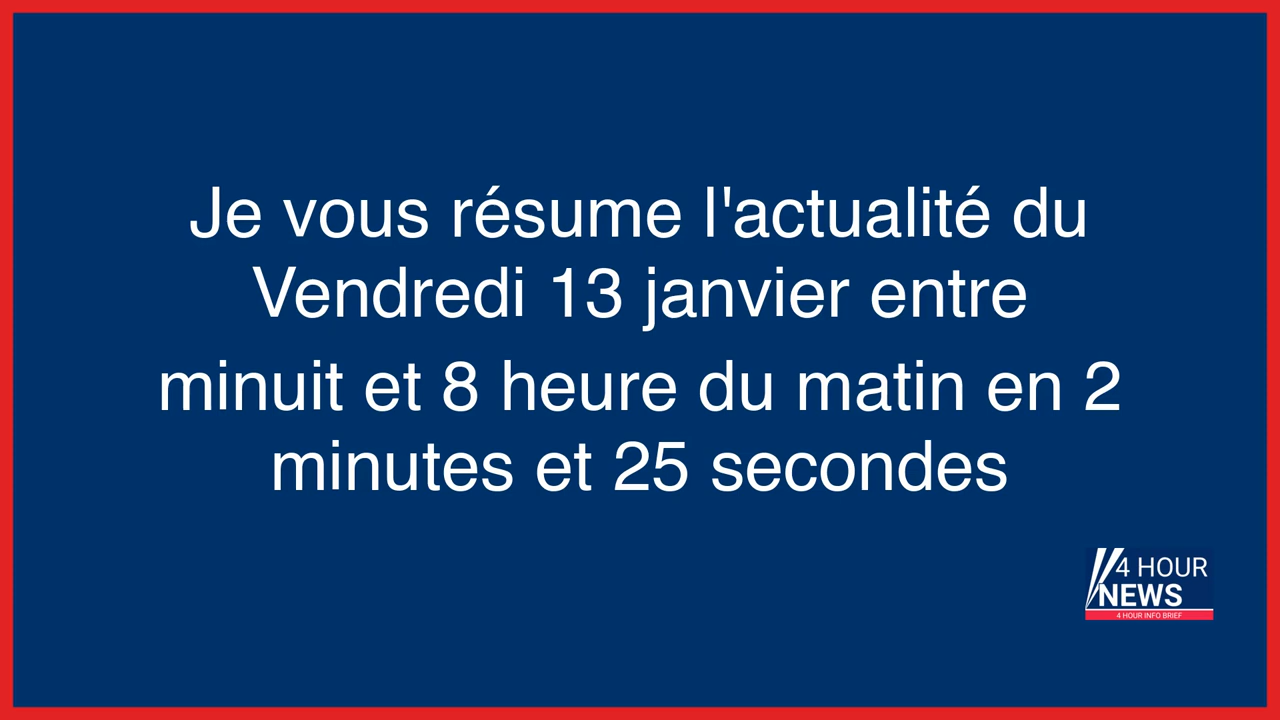 Je vous résume l'actualité du
Vendredi 13 janvier entre
minuit et 8 heure du matin en 2
minutes et 25 secondes
4 HOUR
NEWS
4 HOUR INFO BRIEF